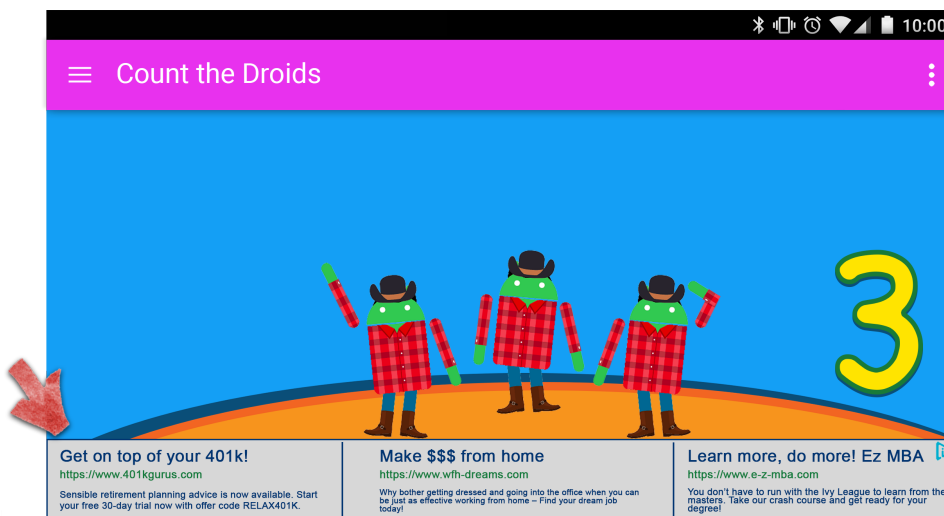 10:00
Count the Droids
3
Get on top of your 401k!
https://www.401kgurus.com
Sensible retirement planning advice is now available. Start
your free 30-day trial now with offer code RELAX401K.
Make $$$ from home
https://www.wfh-dreams.com
Why bother getting dressed and going into the office when you can
be just as effective working from home – Find your dream job
today!
Learn more, do more! Ez MBA
https://www.e-z-mba.com
You don't have to run with the Ivy League to learn from the
masters. Take our crash course and get ready for your
degree!